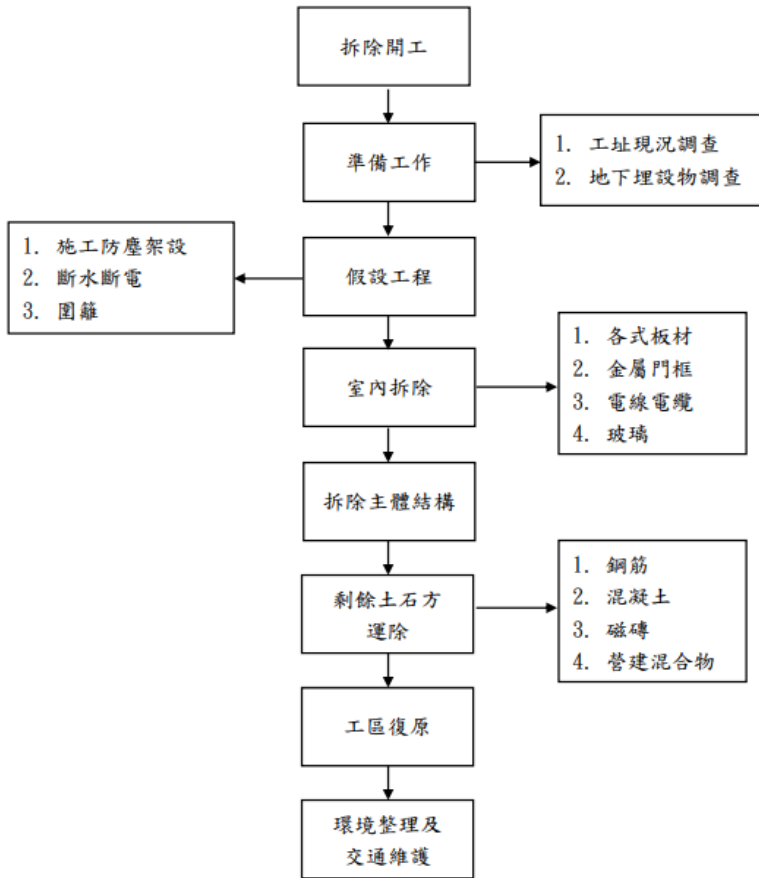 拆除開工
準備工作
1. 工址現況調查
2. 地下埋設物調查
1. 施工防塵架設
2. 斷水斷電
3. 圍籬
假設工程
室內拆除
1. 各式板材
2. 金屬門框
3. 電線電纜
4. 玻璃
拆除主體結構
剩餘土石方
運除
1. 鋼筋
2. 混凝土
3. 磁磚
4. 營建混合物
工區復原
環境整理及
交通維護